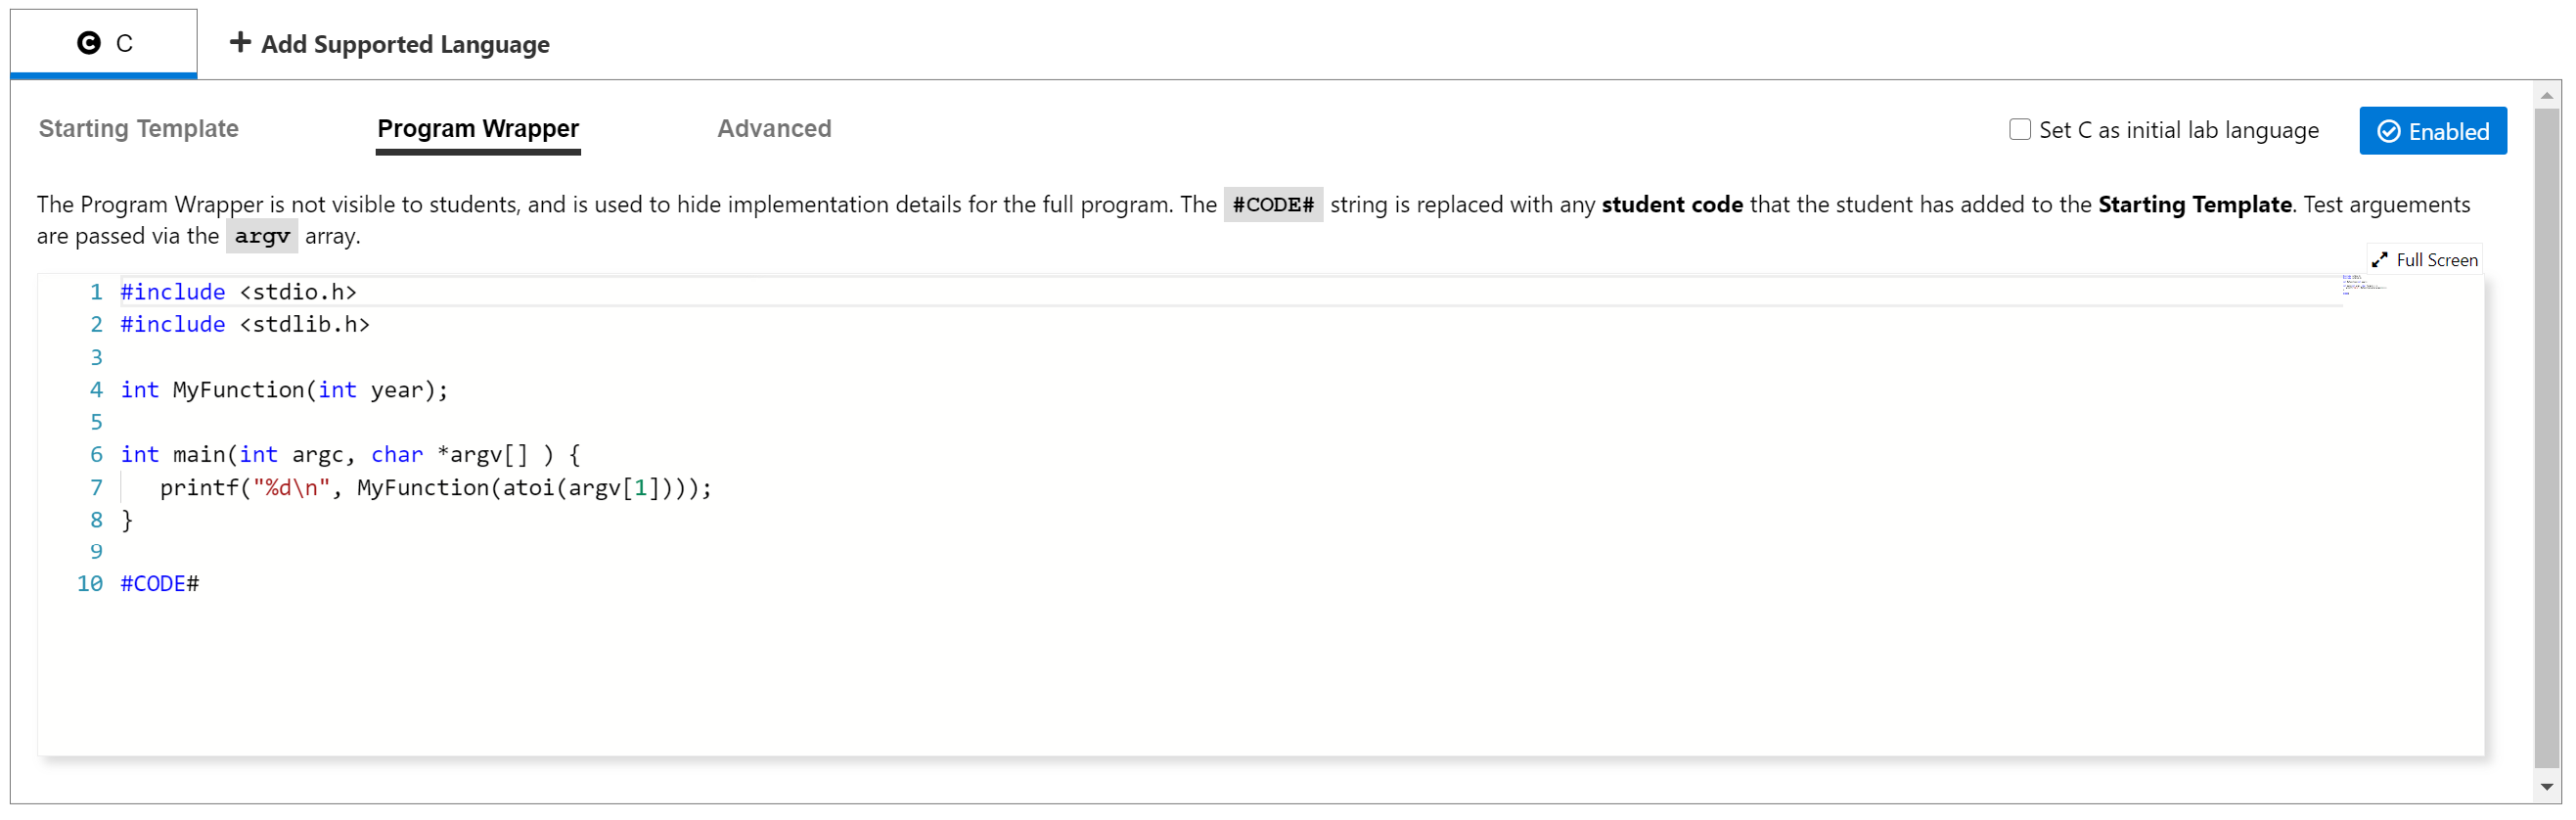 C
Add Supported Language
Starting Template
Program Wrapper
Advanced
Set C as initial lab language
Enabled
The Program Wrapper is not visible to students, and is used to hide implementation details for the full program. The #CODE# string is replaced with any student code that the student has added to the Starting Template. Test arguements
are passed via the argv array.
Full Screen
1 #include <stdio.h>
2 #include <stdlib.h>
3
4 int MyFunction(int year);
5
6 int main(int argc, char *argv[] ) {
7    printf("%d\n", MyFunction(atoi(argv[1])));
8 }
9
10 #CODE#